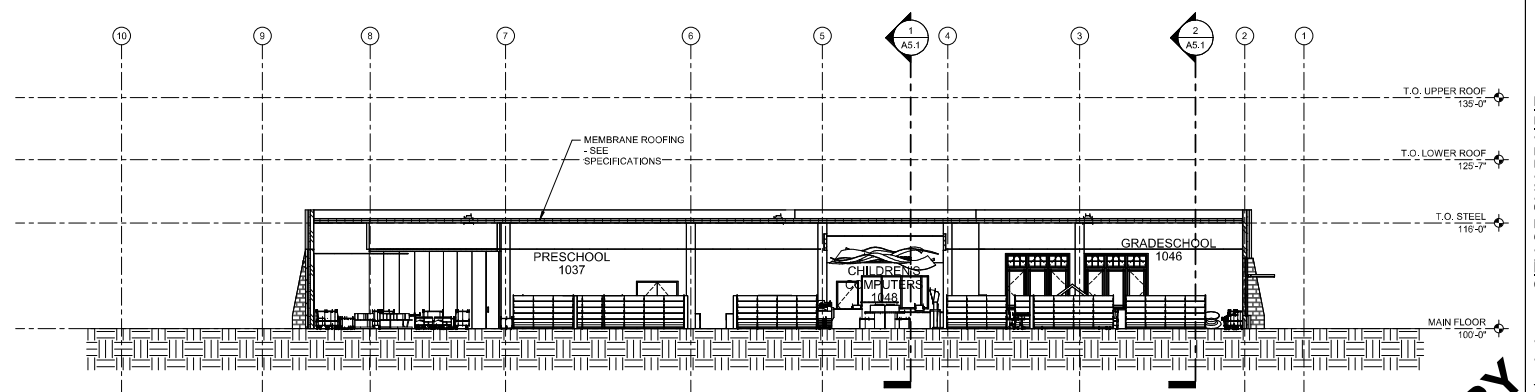 10
9
8
7
6
5
1
A5.1
4
3
2
A5.1
2
1
T.O. UPPER ROOF
135'-0"
MEMBRANE ROOFING
- SEE
SPECIFICATIONS
T.O. LOWER ROOF
125'-7"
T.O. STEEL
116'-0"
PRESCHOOL
1037
CHILDREN'S
COMPUTERS
1048
GRADESCHOOL
1046
MAIN FLOOR
100'-0"
RY